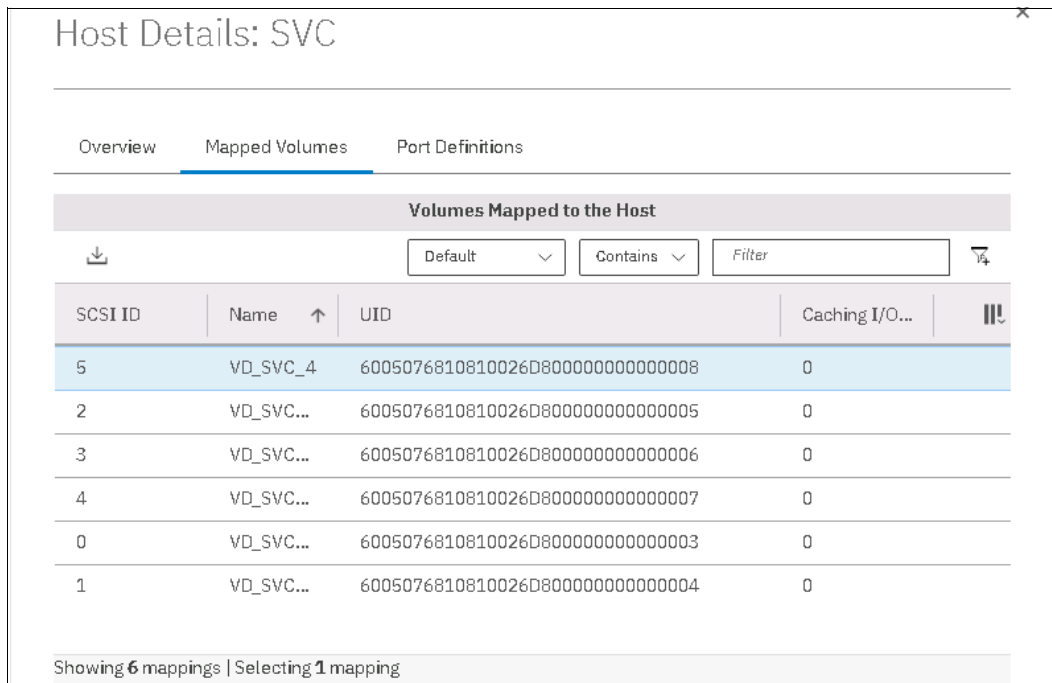 Host Details: SVC
Overview Mapped Volumes Port Definitions
Volumes Mapped to the Host
Default Contains Filter
SCSI ID Name UID Caching I/O...
5 VD_SVC_4 6005076810810026D800000000000008 0
2 VD_SVC... 6005076810810026D800000000000005 0
3 VD_SVC... 6005076810810026D800000000000006 0
4 VD_SVC... 6005076810810026D800000000000007 0
0 VD_SVC... 6005076810810026D800000000000003 0
1 VD_SVC... 6005076810810026D800000000000004 0
Showing 6 mappings | Selecting 1 mapping